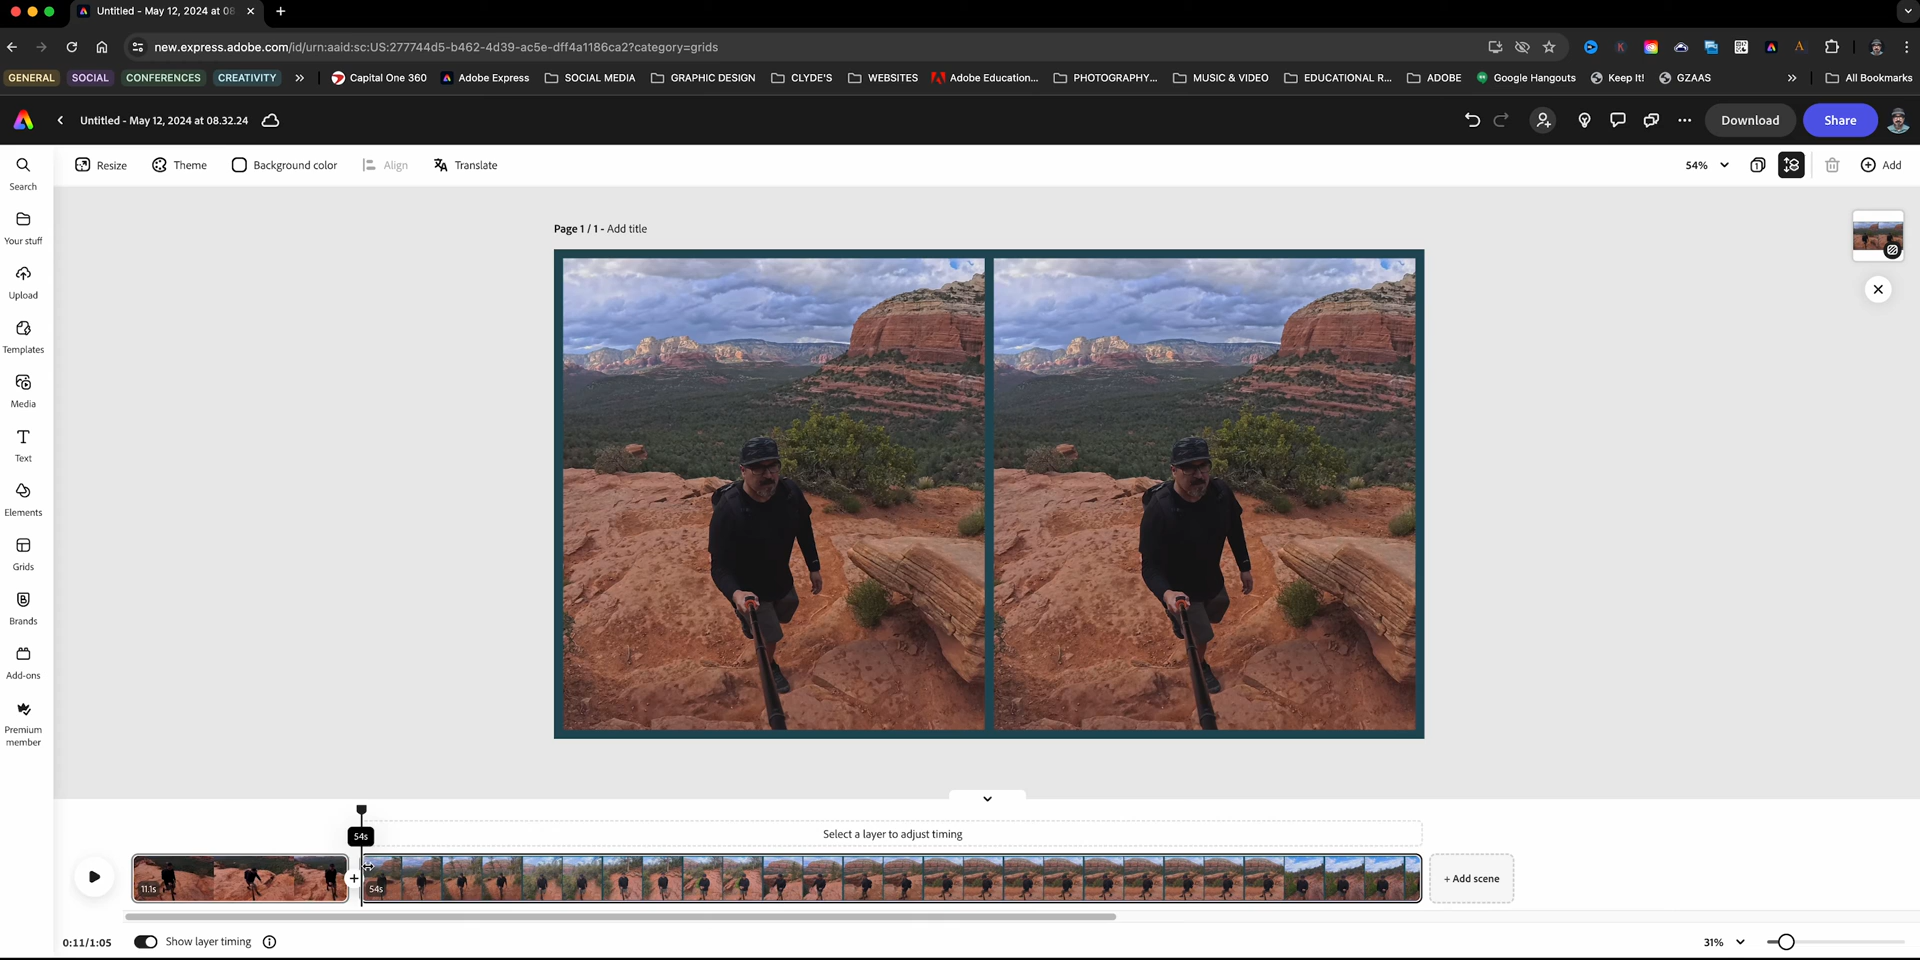 Untitled - May 12, 2024 at 08
new.express.adobe.com/id/urn:aaid:sc:US:277744d5-b462-4d39-ac5e-dff4a1186ca2?category=grids
GENERAL SOCIAL CONFERENCES CREATIVITY Capital One 360 Adobe Express SOCIAL MEDIA GRAPHIC DESIGN CLYDE'S WEBSITES Adobe Education... PHOTOGRAPHY... MUSIC & VIDEO EDUCATIONAL R... ADOBE Google Hangouts Keep It! GZAAS All Bookmarks
Untitled - May 12, 2024 at 08.32.24 Download Share
Resize Theme Background color Align Translate 54% Add
Search
Your stuff
Upload
Templates
Media
Text
Elements
Grids
Brands
Add-ons
Premium
member
Page 1 / 1 - Add title
Select a layer to adjust timing
54s
11.1s
54s
+ Add scene
0:11/1:05 Show layer timing 31%